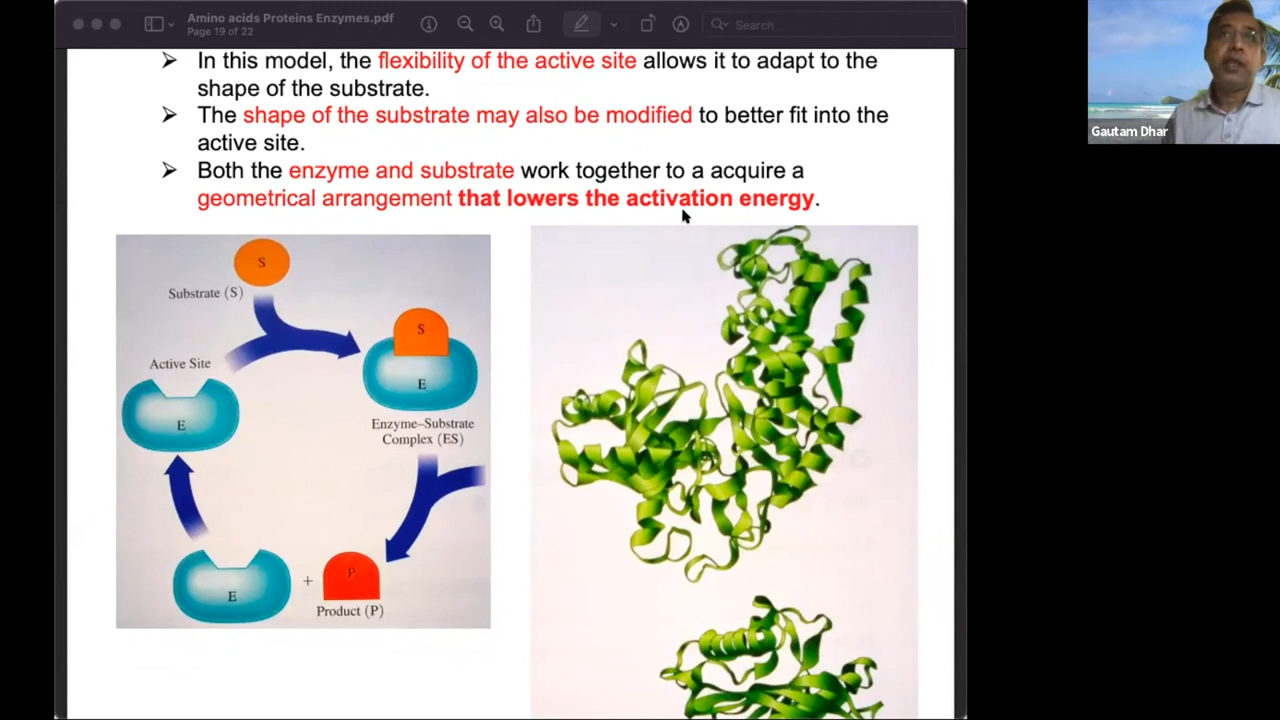 Amino acids Proteins Enzymes.pdf
Page 19 of 22
Search
Gautam Dhar
➢ In this model, the flexibility of the active site allows it to adapt to the
shape of the substrate.
➢ The shape of the substrate may also be modified to better fit into the
active site.
➢ Both the enzyme and substrate work together to a acquire a
geometrical arrangement that lowers the activation energy.
S
Substrate (S)
S
Active Site
E
E
Enzyme–Substrate
Complex (ES)
E
+
P
Product (P)